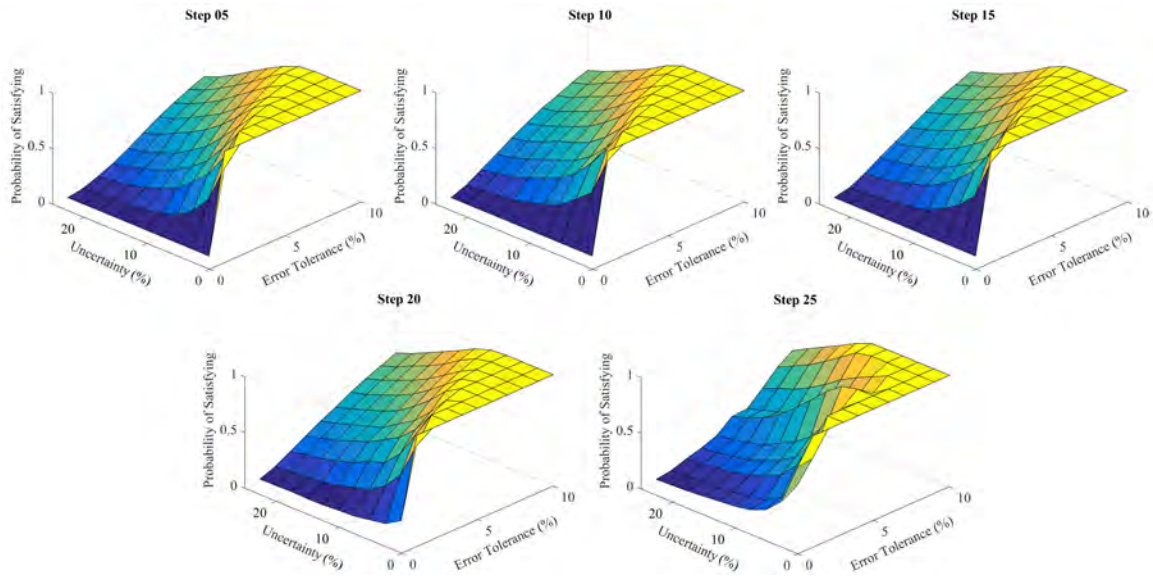 Step 05
Step 10
Step 15
Probability of Satisfying
1
0.5
0
20
10
0
Uncertainty (%)
0
5
10
Error Tolerance (%)
Probability of Satisfying
1
0.5
0
20
10
0
Uncertainty (%)
0
5
10
Error Tolerance (%)
Probability of Satisfying
1
0.5
0
20
10
0
Uncertainty (%)
0
5
10
Error Tolerance (%)
Step 20
Step 25
Probability of Satisfying
1
0.5
0
20
10
0
Uncertainty (%)
0
5
10
Error Tolerance (%)
Probability of Satisfying
1
0.5
0
20
10
0
Uncertainty (%)
0
5
10
Error Tolerance (%)